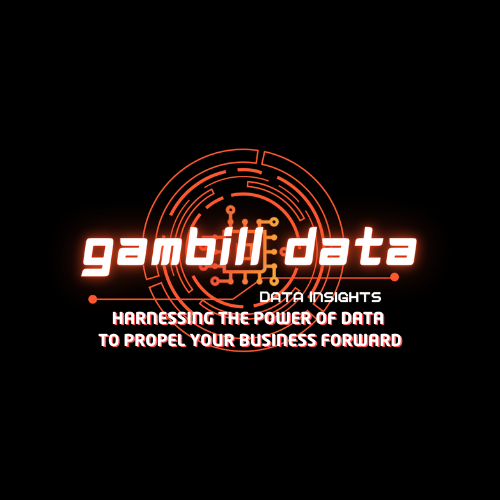 gambill data
DATA INSIGHTS
HARNESSING THE POWER OF DATA
TO PROPEL YOUR BUSINESS FORWARD